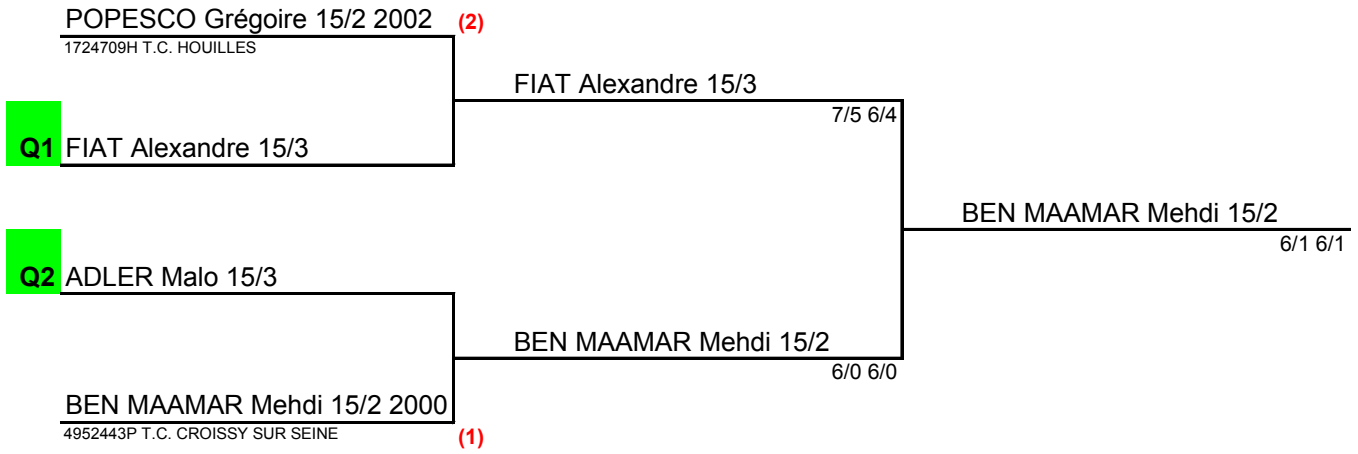 POPESCO Grégoire 15/2 2002 (2)
1724709H T.C. HOUILLES
FIAT Alexandre 15/3
7/5 6/4
Q1 FIAT Alexandre 15/3
BEN MAAMAR Mehdi 15/2
6/1 6/1
Q2 ADLER Malo 15/3
BEN MAAMAR Mehdi 15/2
6/0 6/0
BEN MAAMAR Mehdi 15/2 2000
4952443P T.C. CROISSY SUR SEINE (1)